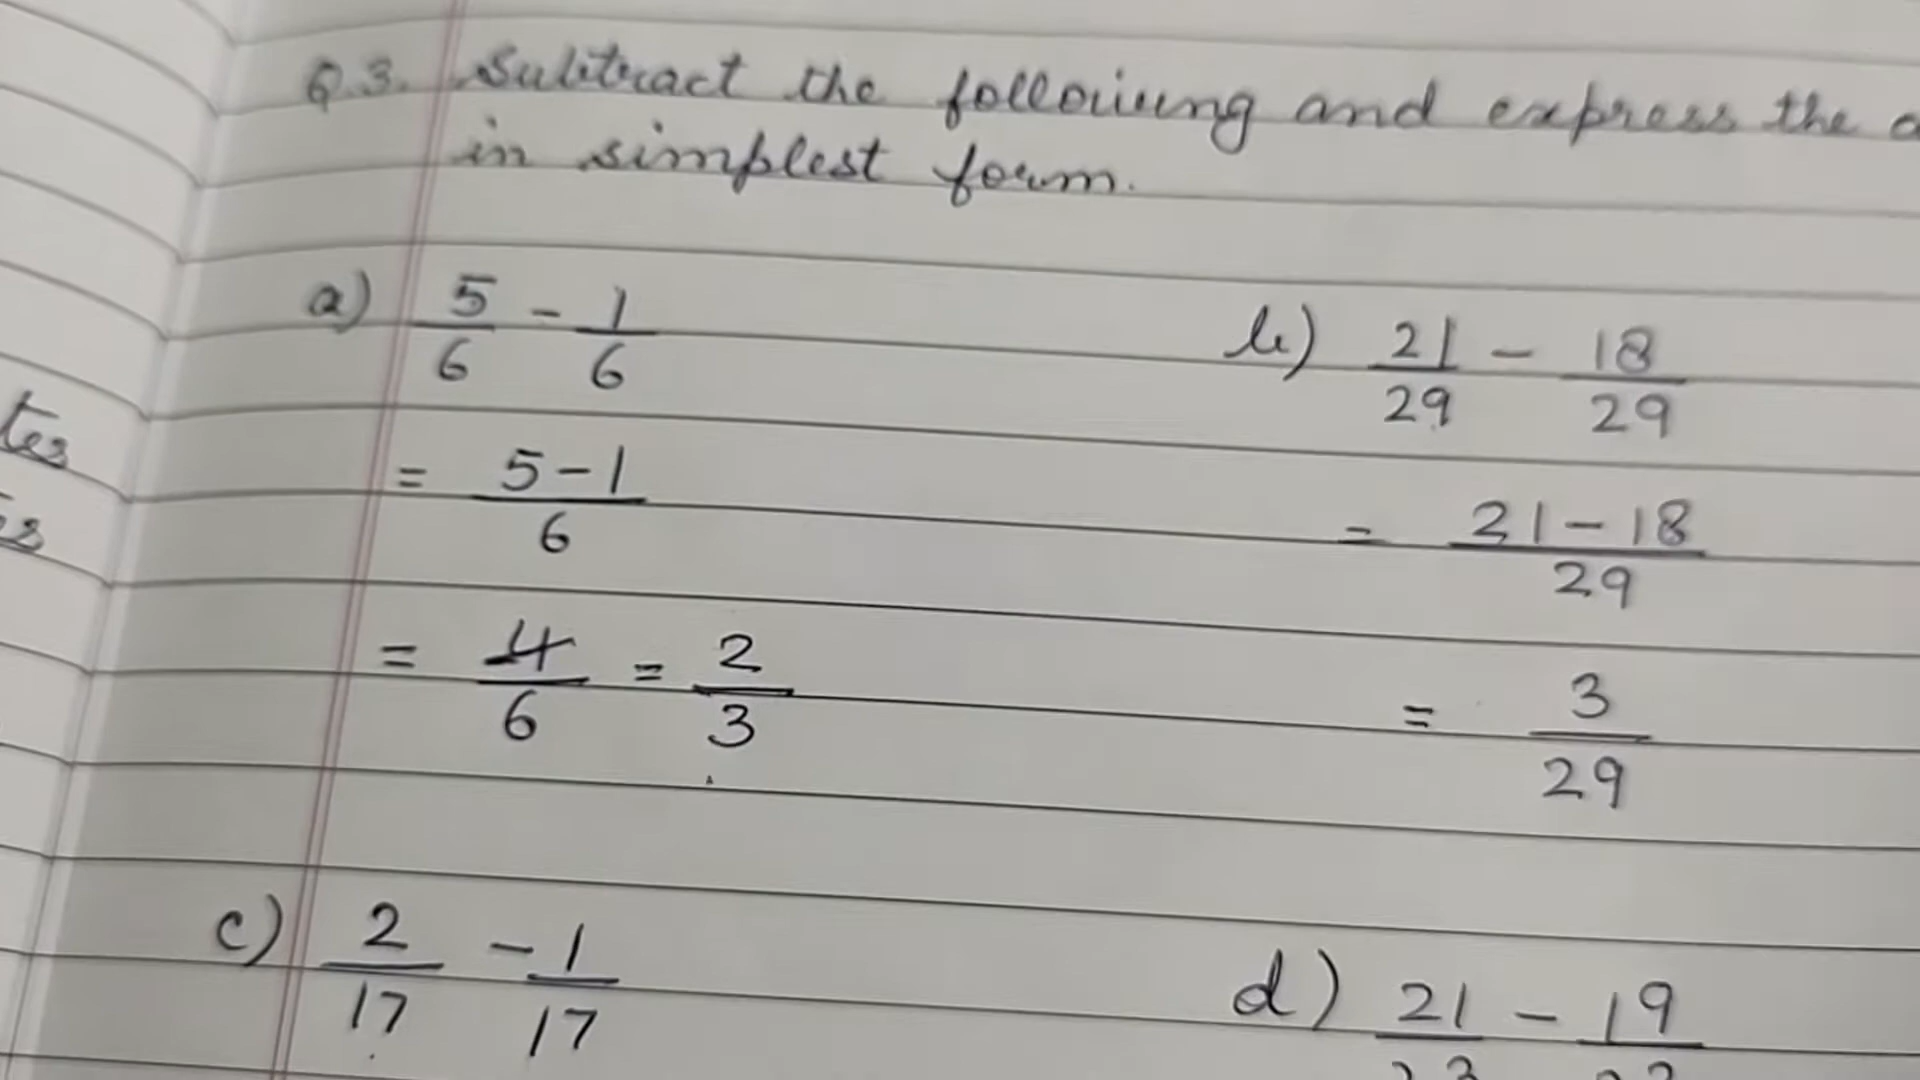 Q.3. Subtract the following and express the
in simplest form.
a) 5/6 - 1/6
b) 21/29 - 18/29
= 5-1/6
= 21-18/29
= 4/6 = 2/3
= 3/29
c) 2/17 - 1/17
d) 21 - 19